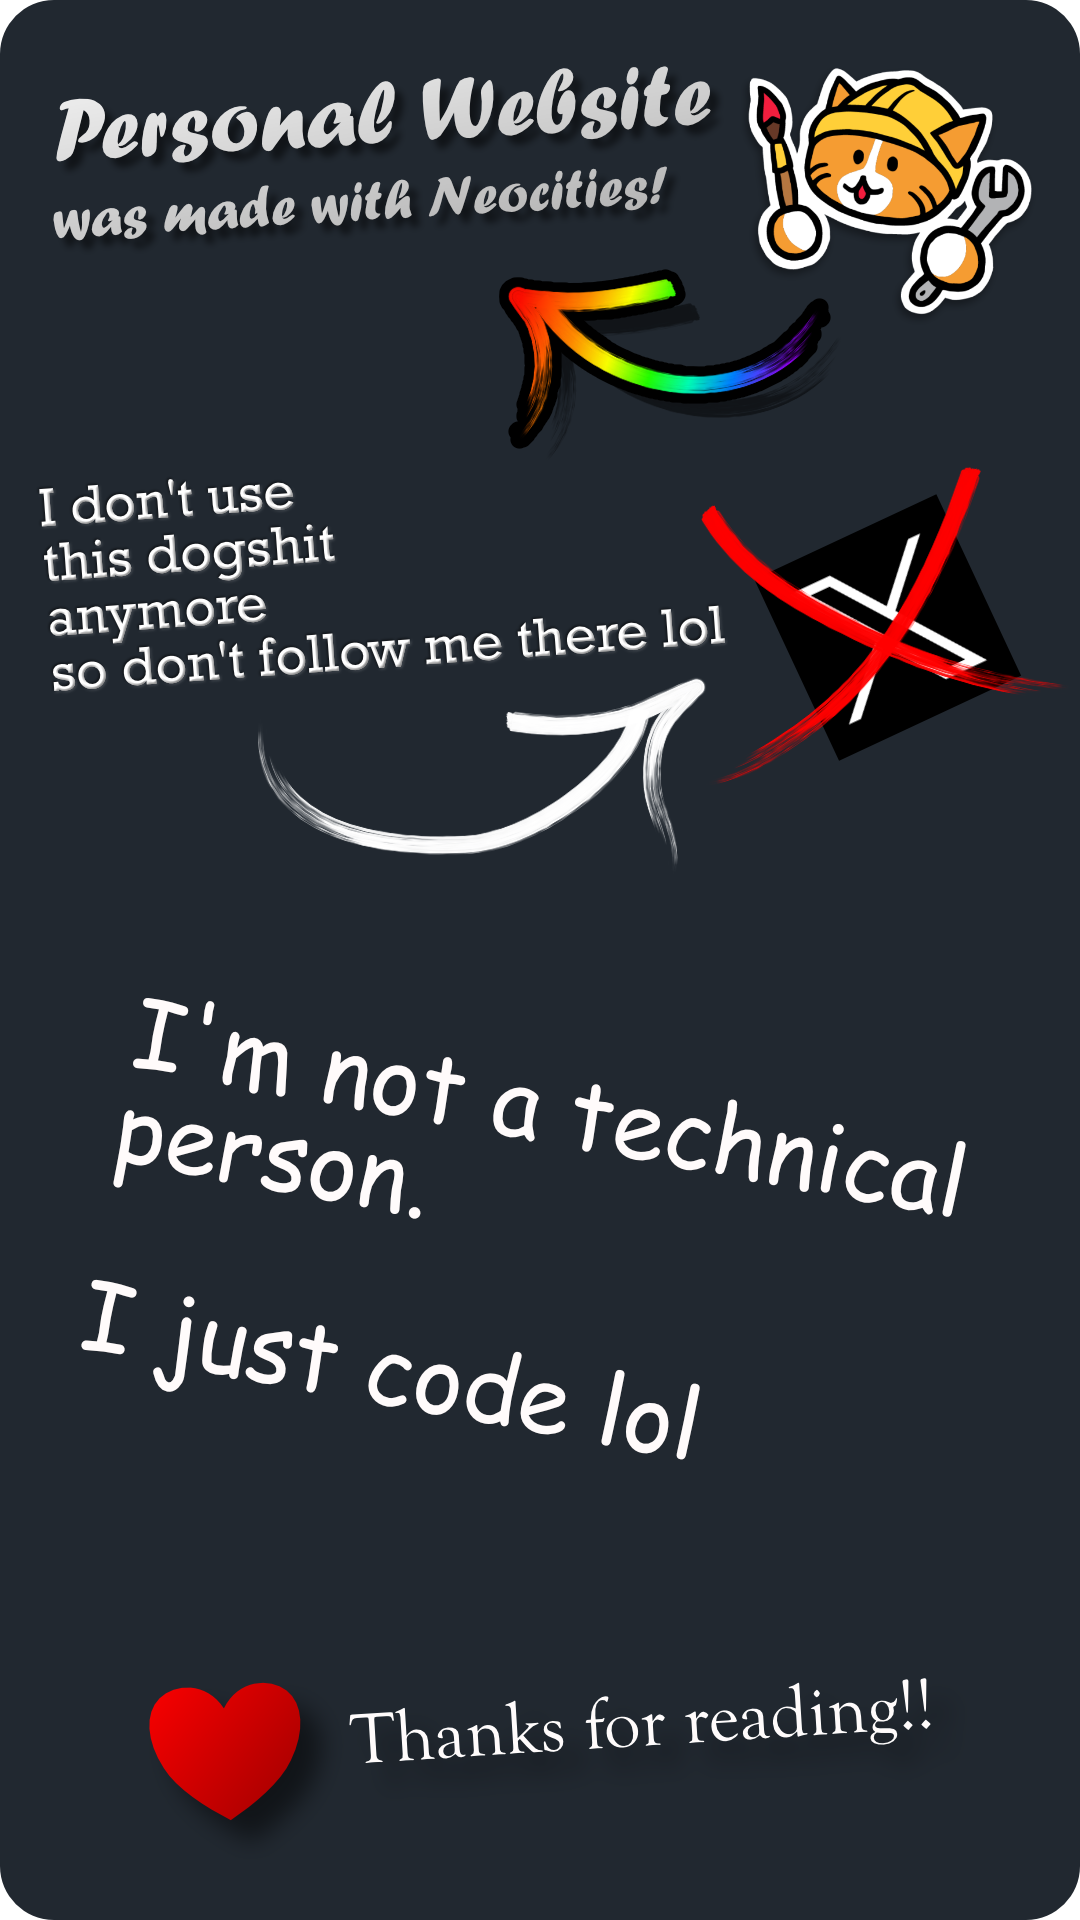 Personal Website
was made with Neocities!
I don't use
this dogshit
anymore
so don't follow me there lol
I'm not a technical
person.
I just code lol
Thanks for reading!!